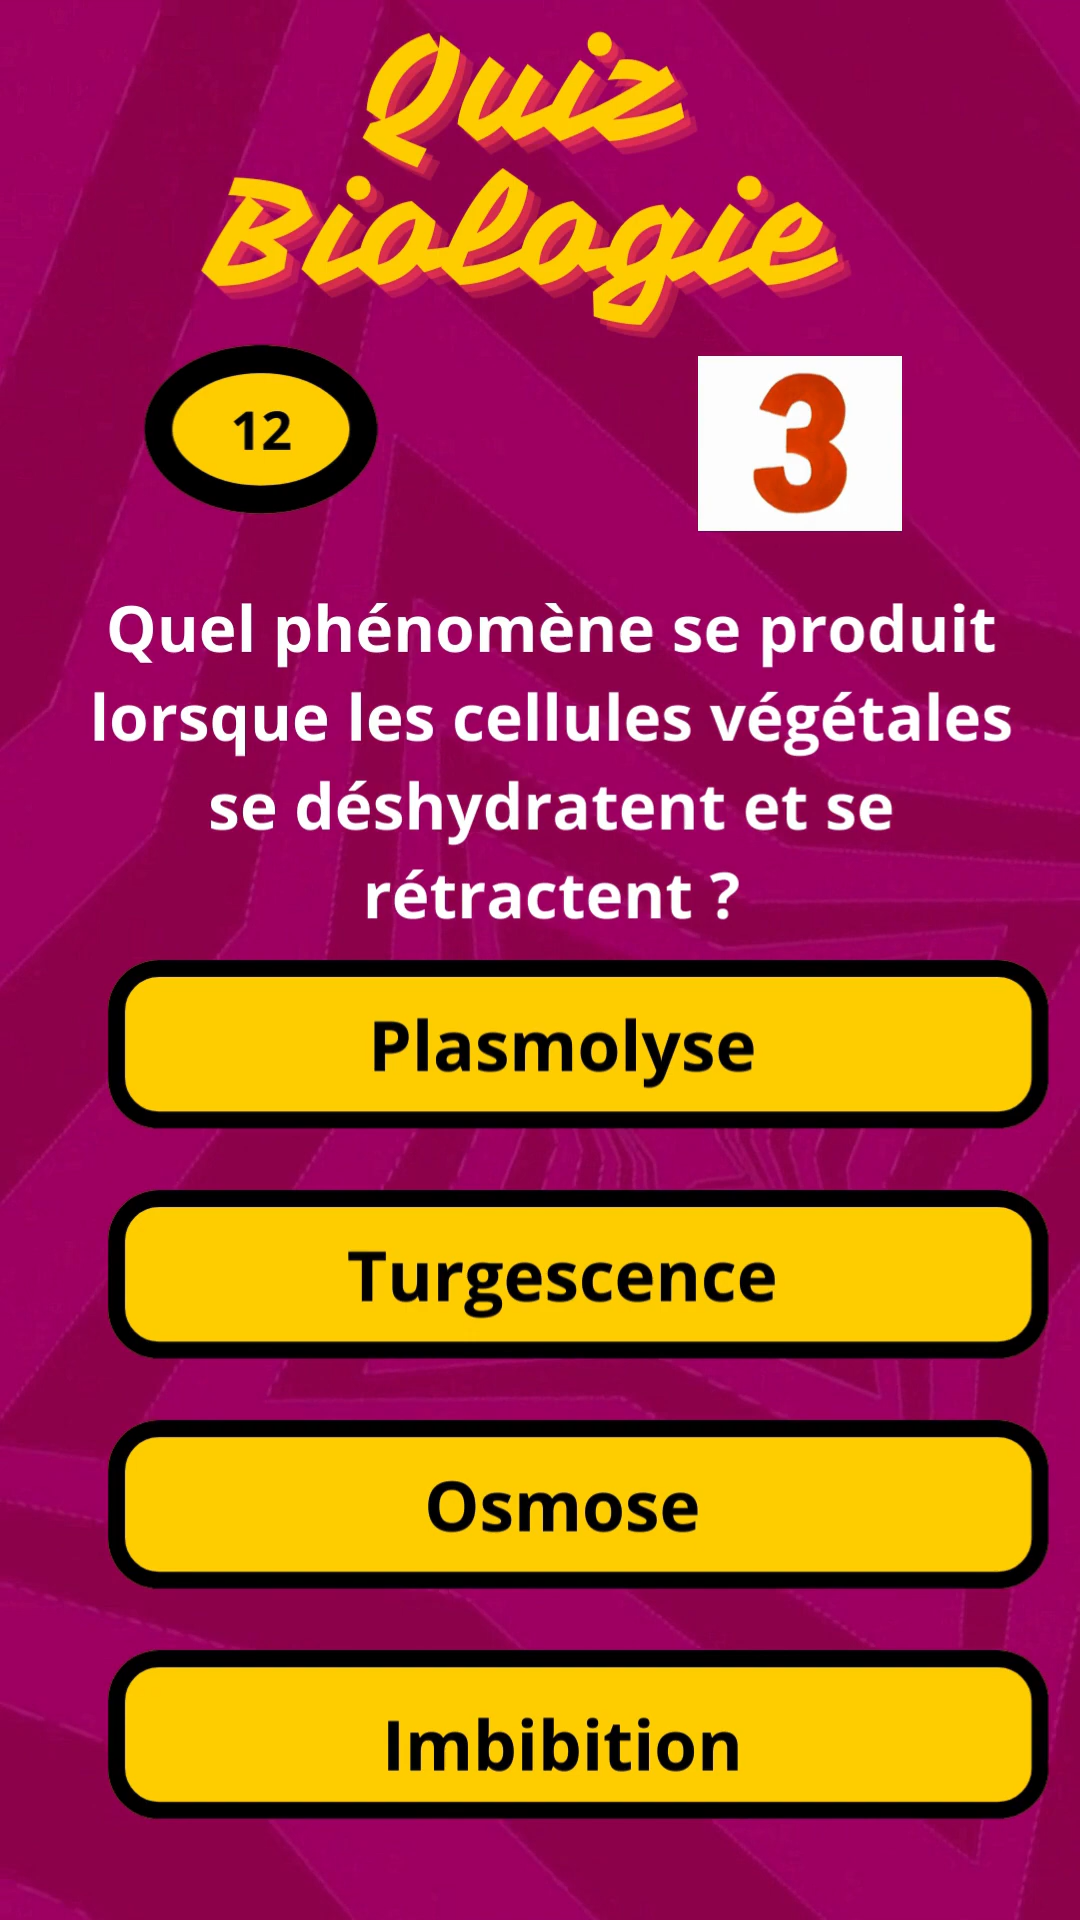 Quiz
Biologie
12
3
Quel phénomène se produit
lorsque les cellules végétales
se déshydratent et se
rétractent ?
Plasmolyse
Turgescence
Osmose
Imbibition